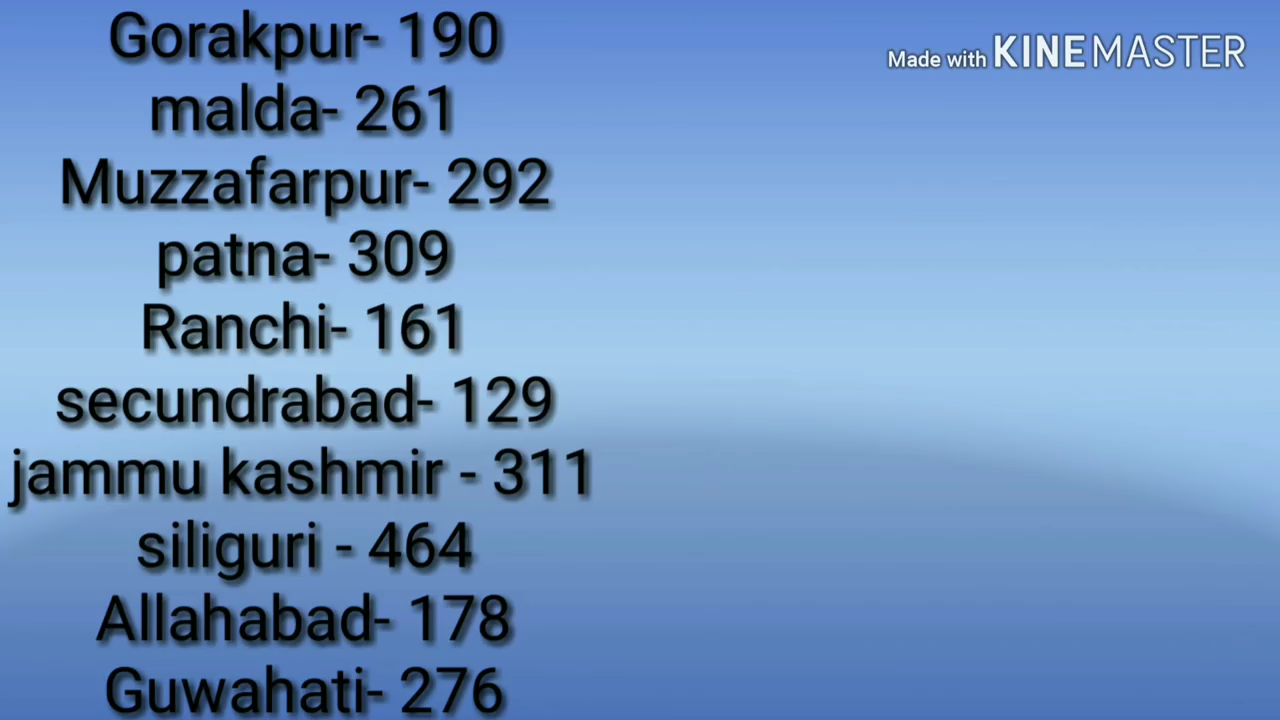 Gorakpur- 190
Made with KINEMASTER
malda- 261
Muzzafarpur- 292
patna- 309
Ranchi- 161
secundrabad- 129
jammu kashmir - 311
siliguri - 464
Allahabad- 178
Guwahati- 276